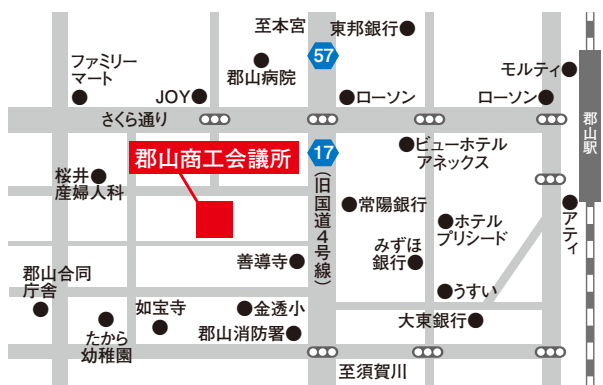 至本宮
東邦銀行
57
ファミリー
マート
郡山病院
モルティ
JOY
ローソン
ローソン
さくら通り
郡山駅
郡山商工会議所
17
ビューホテル
アネックス
桜井
産婦人科
(旧国道4号線)
常陽銀行
ホテル
プリシード
アティ
みずほ
銀行
善導寺
郡山合同
庁舎
うすい
如宝寺
金透小
大東銀行
たから
幼稚園
郡山消防署
至須賀川